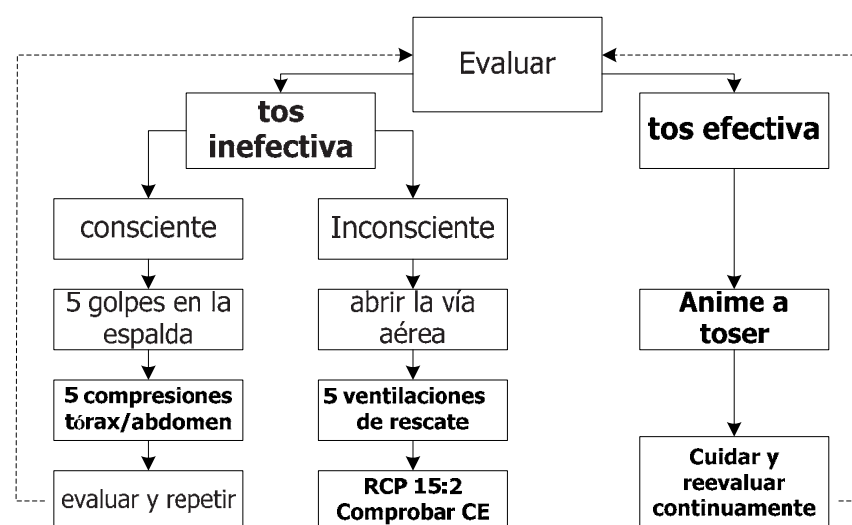 Evaluar
tos
inefectiva
tos efectiva
consciente
Inconsciente
5 golpes en la
espalda
abrir la vía
aérea
Anime a
toser
5 compresiones
tórax/abdomen
5 ventilaciones
de rescate
evaluar y repetir
RCP 15:2
Comprobar CE
Cuidar y
reevaluar
continuamente